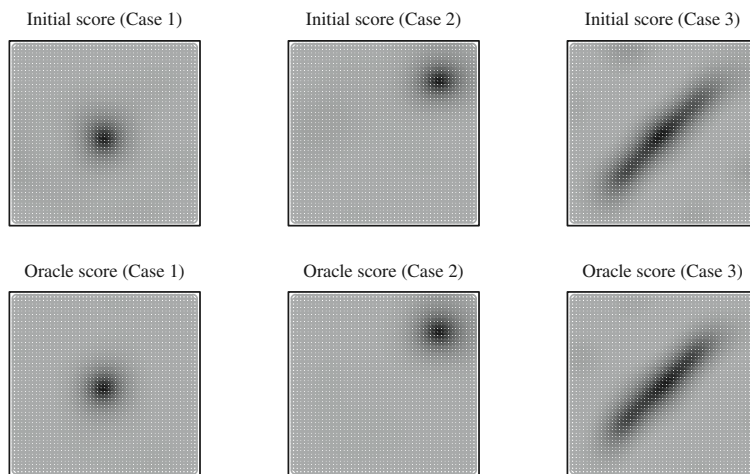 Initial score (Case 1)
Initial score (Case 2)
Initial score (Case 3)
Oracle score (Case 1)
Oracle score (Case 2)
Oracle score (Case 3)